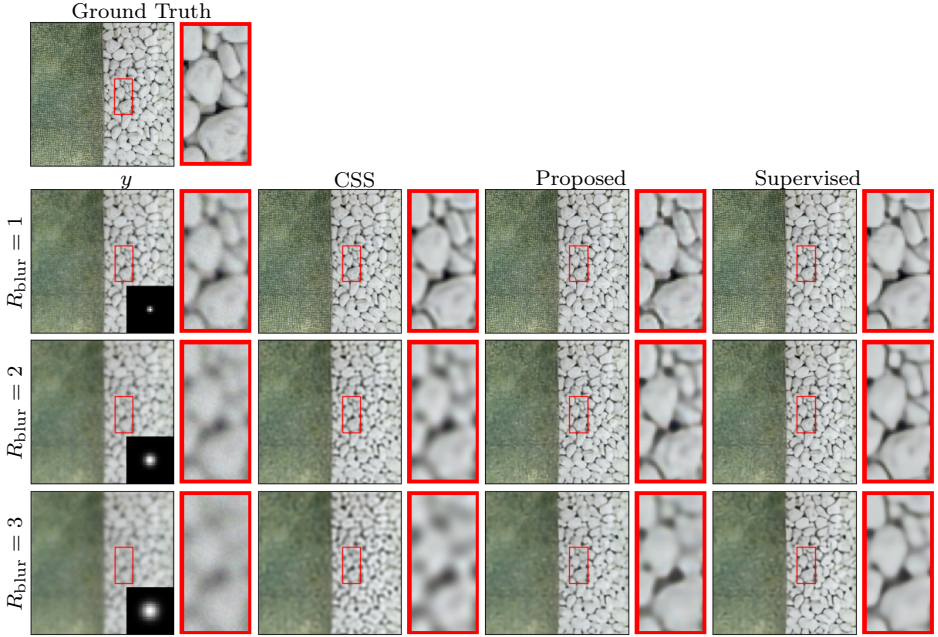 Ground Truth
y
CSS
Proposed
Supervised
R_blur = 1
R_blur = 2
R_blur = 3